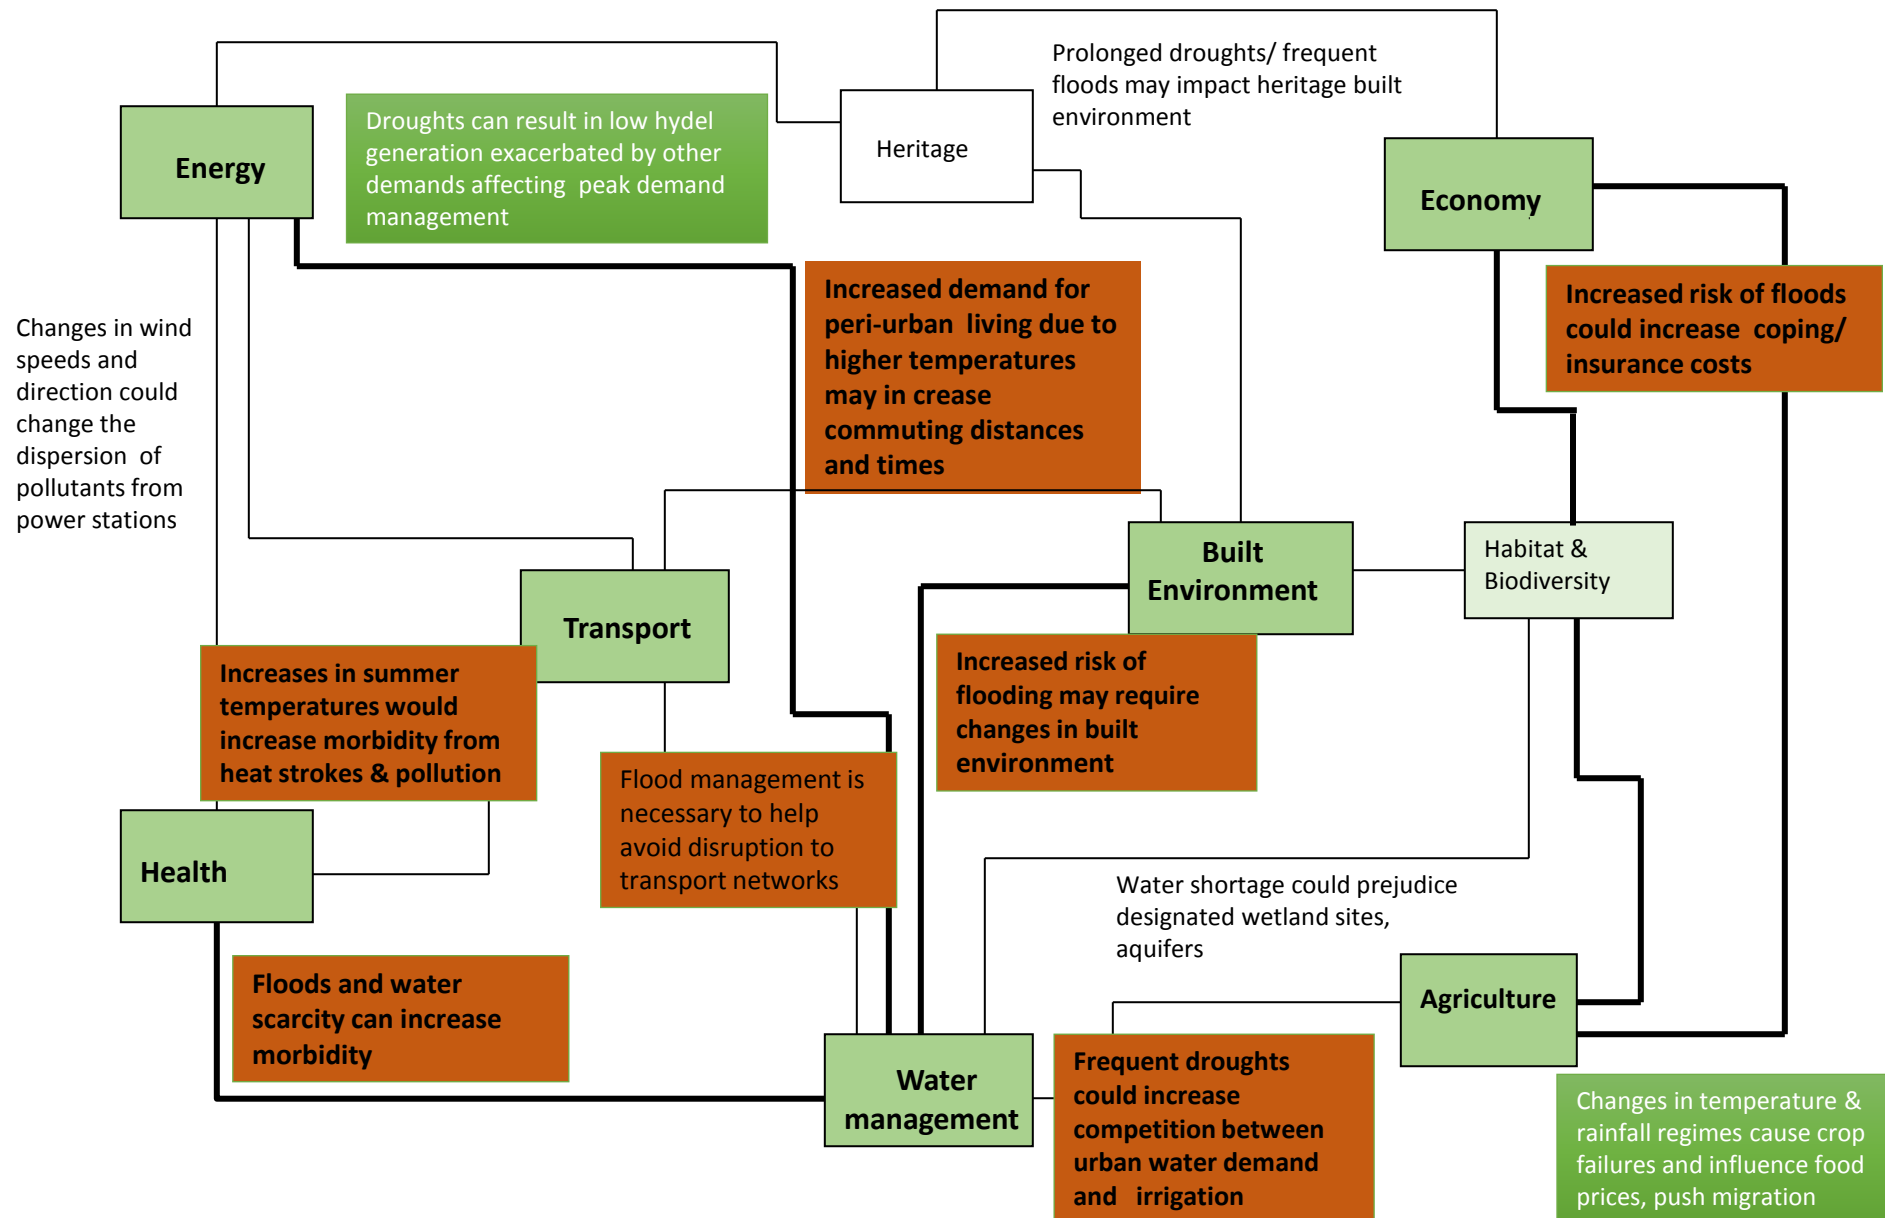 Prolonged droughts/ frequent
floods may impact heritage built
environment
Energy
Droughts can result in low hydel
generation exacerbated by other
demands affecting peak demand
management
Heritage
Economy
Changes in wind
speeds and
direction could
change the
dispersion of
pollutants from
power stations
Increased demand for
peri-urban living due to
higher temperatures
may in crease
commuting distances
and times
Increased risk of floods
could increase coping/
insurance costs
Built
Environment
Habitat &
Biodiversity
Transport
Increases in summer
temperatures would
increase morbidity from
heat strokes & pollution
Increased risk of
flooding may require
changes in built
environment
Flood management is
necessary to help
avoid disruption to
transport networks
Health
Water shortage could prejudice
designated wetland sites,
aquifers
Floods and water
scarcity can increase
morbidity
Agriculture
Water
management
Frequent droughts
could increase
competition between
urban water demand
and irrigation
Changes in temperature &
rainfall regimes cause crop
failures and influence food
prices, push migration